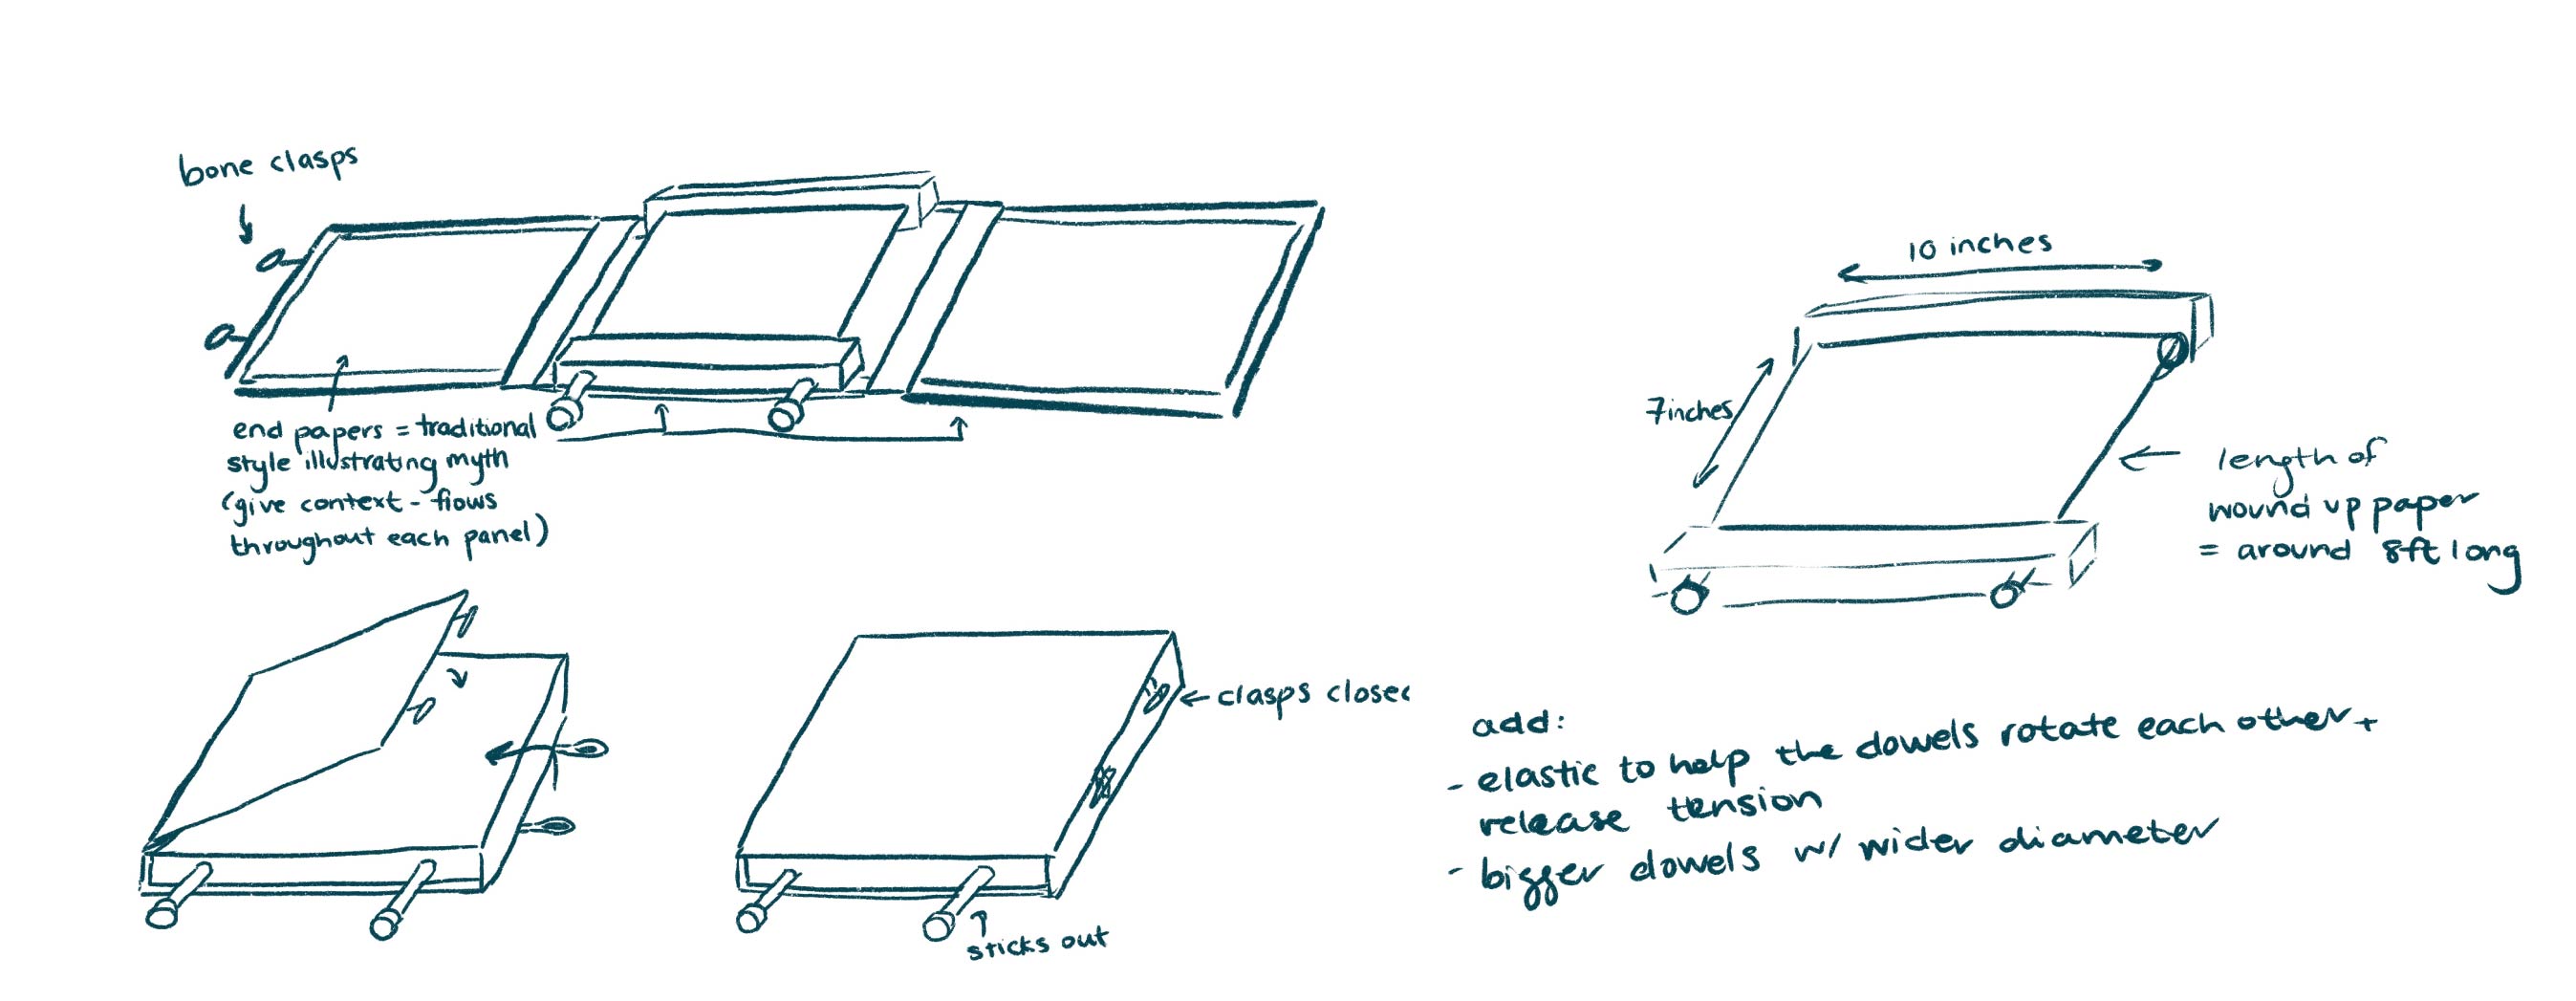 bone clasps
end papers = traditional
style illustrating myth
(give context - flows
throughout each panel)
10 inches
7inches
length of
wound up paper
= around 8ft long
clasps closed
sticks out
add:
- elastic to help the dowels rotate each other +
release tension
- bigger dowels w/ wider diameter